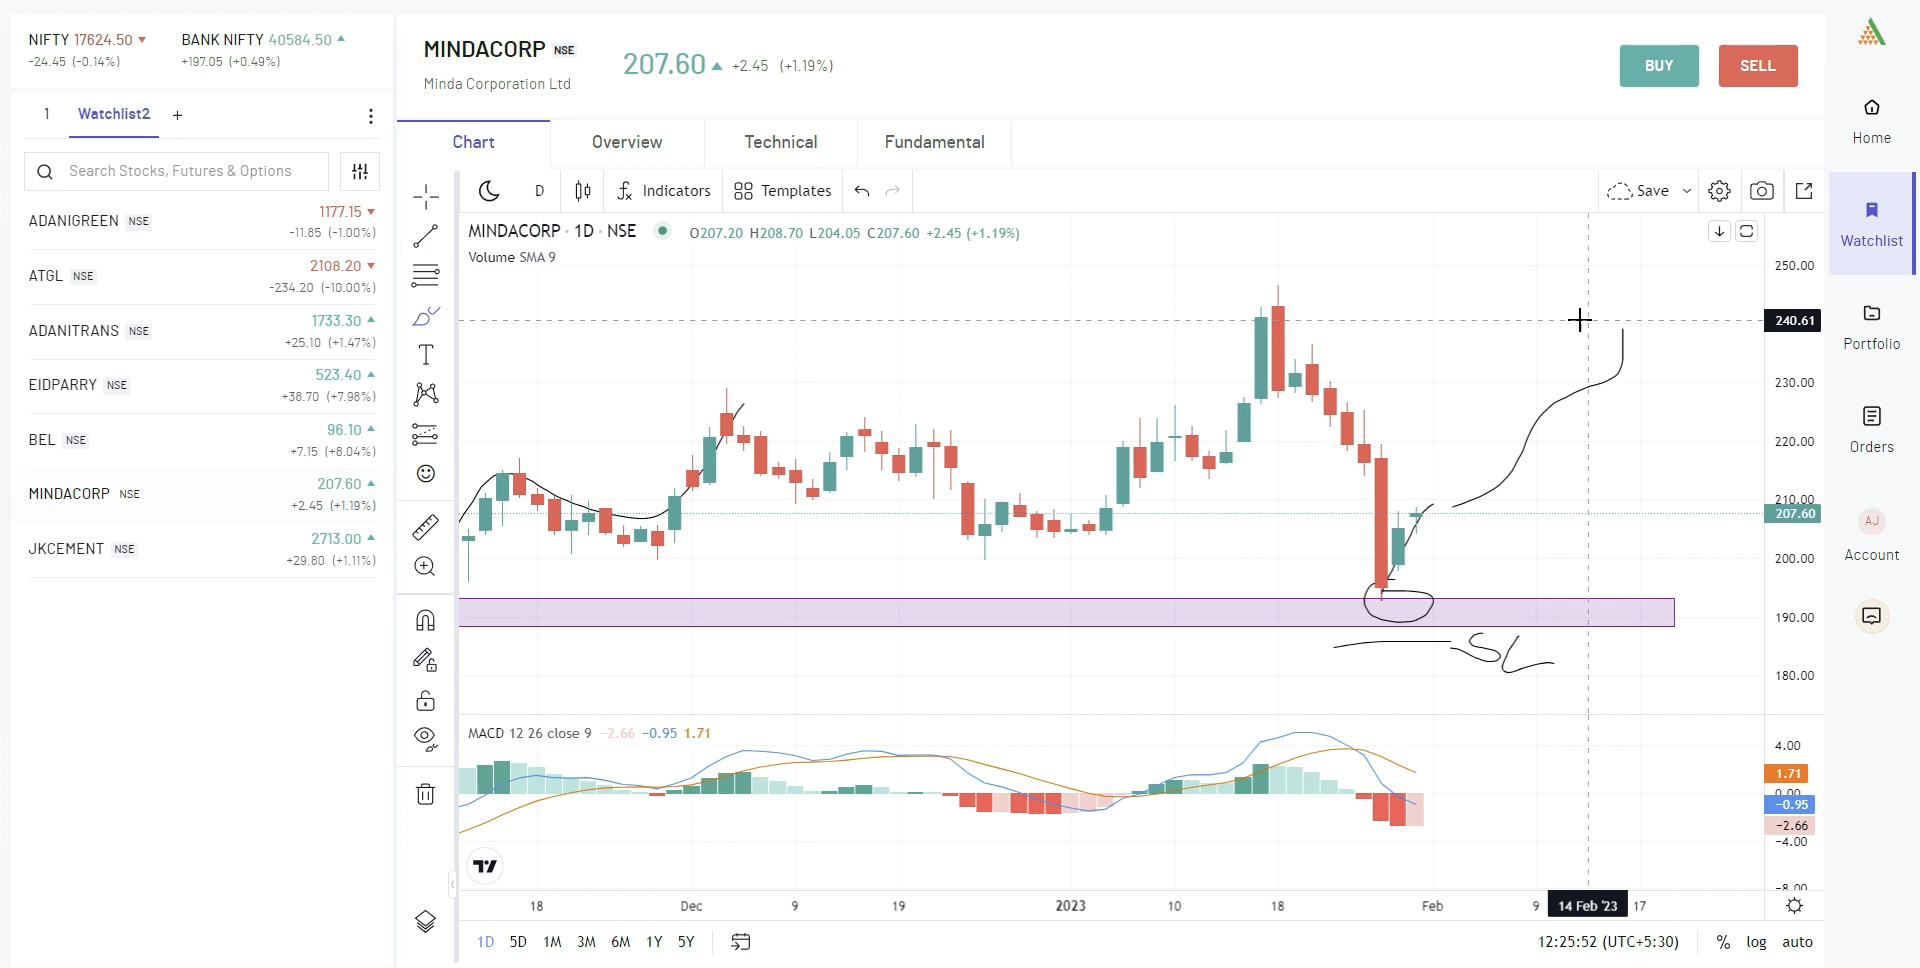 NIFTY 17624.50 BANK NIFTY 40584.50
-24.45 (-0.14%) +197.05 (+0.49%)
1 Watchlist2 +
Search Stocks, Futures & Options
ADANIGREEN NSE 1177.15
-11.85 (-1.00%)
ATGL NSE 2108.20
-234.20 (-10.00%)
ADANITRANS NSE 1733.30
+25.10 (+1.47%)
EIDPARRY NSE 523.40
+38.70 (+7.98%)
BEL NSE 96.10
+7.15 (+8.04%)
MINDACORP NSE 207.60
+2.45 (+1.19%)
JKCEMENT NSE 2713.00
+29.80 (+1.11%)
MINDACORP NSE
Minda Corporation Ltd
207.60 +2.45 (+1.19%)
BUY SELL
Chart Overview Technical Fundamental
D Indicators Templates Save
MINDACORP · 1D · NSE O207.20 H208.70 L204.05 C207.60 +2.45 (+1.19%)
Volume SMA 9
250.00
240.61
230.00
220.00
210.00
207.60
200.00
190.00
180.00
SL
MACD 12 26 close 9 −2.66 −0.95 1.71
4.00
1.71
0.00
−0.95
−2.66
−4.00
−8.00
18 Dec 9 19 2023 10 18 Feb 9 14 Feb '23 17
1D 5D 1M 3M 6M 1Y 5Y
12:25:52 (UTC+5:30) % log auto
Home
Watchlist
Portfolio
Orders
AJ
Account